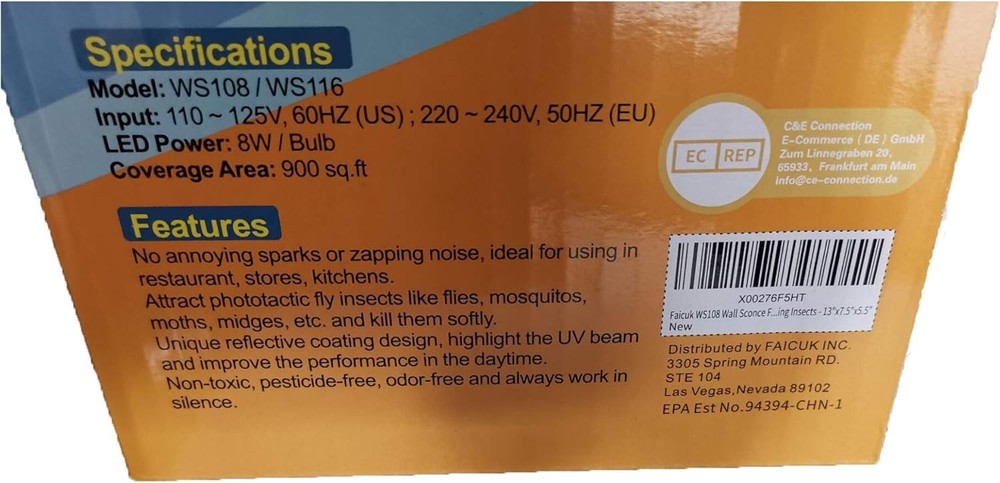 Specifications
Model: WS108 / WS116
Input: 110 ~ 125V, 60HZ (US) ; 220 ~ 240V, 50HZ (EU)
LED Power: 8W / Bulb
Coverage Area: 900 sq.ft
Features
No annoying sparks or zapping noise, ideal for using in
restaurant, stores, kitchens.
Attract phototactic fly insects like flies, mosquitos,
moths, midges, etc. and kill them softly.
Unique reflective coating design, highlight the UV beam
and improve the performance in the daytime.
Non-toxic, pesticide-free, odor-free and always work in
silence.
EC REP
C&E Connection
E-Commerce ( DE ) GmbH
Zum Linnegraben 20,
65933, Frankfurt am Main
info@ce-connection.de
X00276F5HT
Faicuk WS108 Wall Sconce F...ing Insects - 13"x7.5"x5.5"
New
Distributed by FAICUK INC.
3305 Spring Mountain RD.
STE 104
Las Vegas,Nevada 89102
EPA Est No.94394-CHN-1